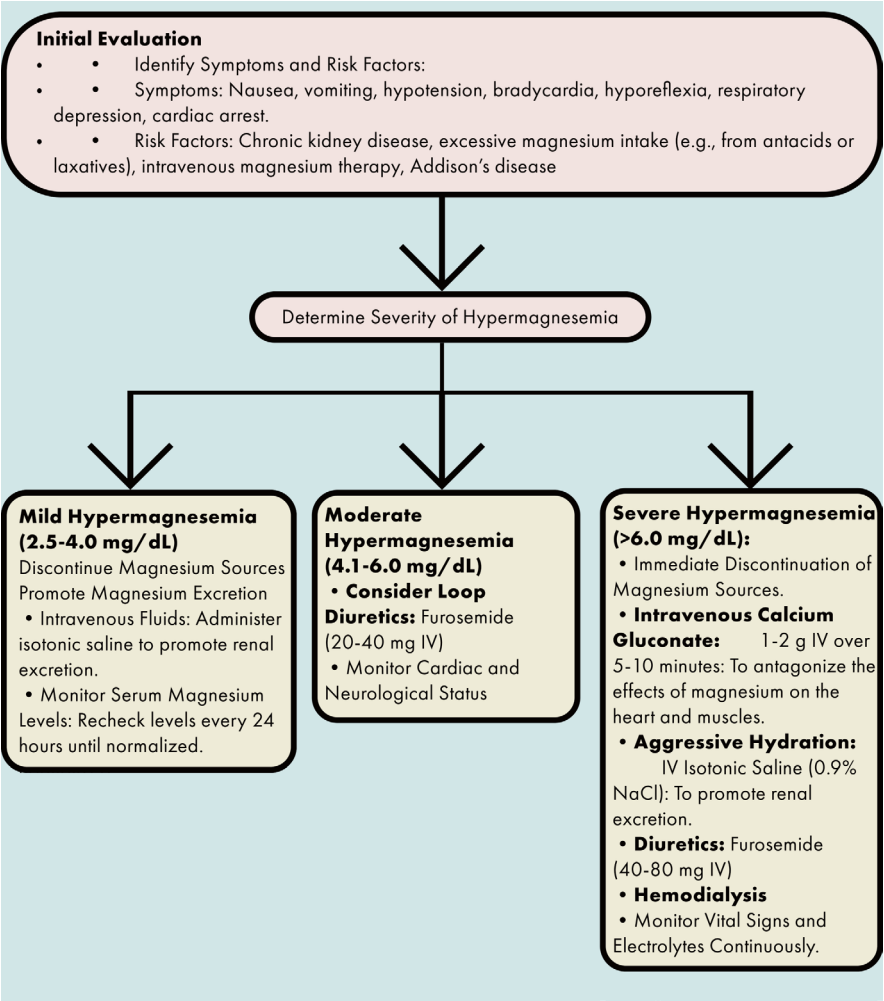 Initial Evaluation
• • Identify Symptoms and Risk Factors:
• • Symptoms: Nausea, vomiting, hypotension, bradycardia, hyporeflexia, respiratory
depression, cardiac arrest.
• • Risk Factors: Chronic kidney disease, excessive magnesium intake (e.g., from antacids or
laxatives), intravenous magnesium therapy, Addison’s disease
Determine Severity of Hypermagnesemia
Mild Hypermagnesemia
(2.5-4.0 mg/dL)
Discontinue Magnesium Sources
Promote Magnesium Excretion
• Intravenous Fluids: Administer
isotonic saline to promote renal
excretion.
• Monitor Serum Magnesium
Levels: Recheck levels every 24
hours until normalized.
Moderate
Hypermagnesemia
(4.1-6.0 mg/dL)
• Consider Loop
Diuretics: Furosemide
(20-40 mg IV)
• Monitor Cardiac and
Neurological Status
Severe Hypermagnesemia
(>6.0 mg/dL):
• Immediate Discontinuation of
Magnesium Sources.
• Intravenous Calcium
Gluconate: 1-2 g IV over
5-10 minutes: To antagonize the
effects of magnesium on the
heart and muscles.
• Aggressive Hydration:
IV Isotonic Saline (0.9%
NaCl): To promote renal
excretion.
• Diuretics: Furosemide
(40-80 mg IV)
• Hemodialysis
• Monitor Vital Signs and
Electrolytes Continuously.